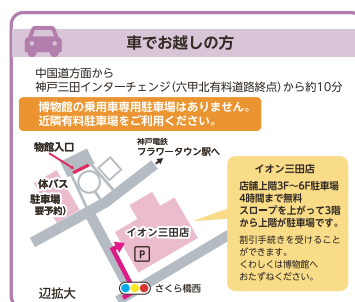 車でお越しの方
中国道方面から
神戸三田インターチェンジ(六甲北有料道路終点)から約10分
博物館の乗用車専用駐車場はありません。
近隣有料駐車場をご利用ください。
物館入口
神戸電鉄
フラワータウン駅へ
体バス
駐車場
要予約)
イオン三田店
P
さくら橋西
辺拡大
イオン三田店
店舗上階3F〜6F駐車場
4時間まで無料
スロープを上がって3階
から上階が駐車場です。
割引手続きを受けること
ができます。
くわしくは博物館へ
おたずねください。